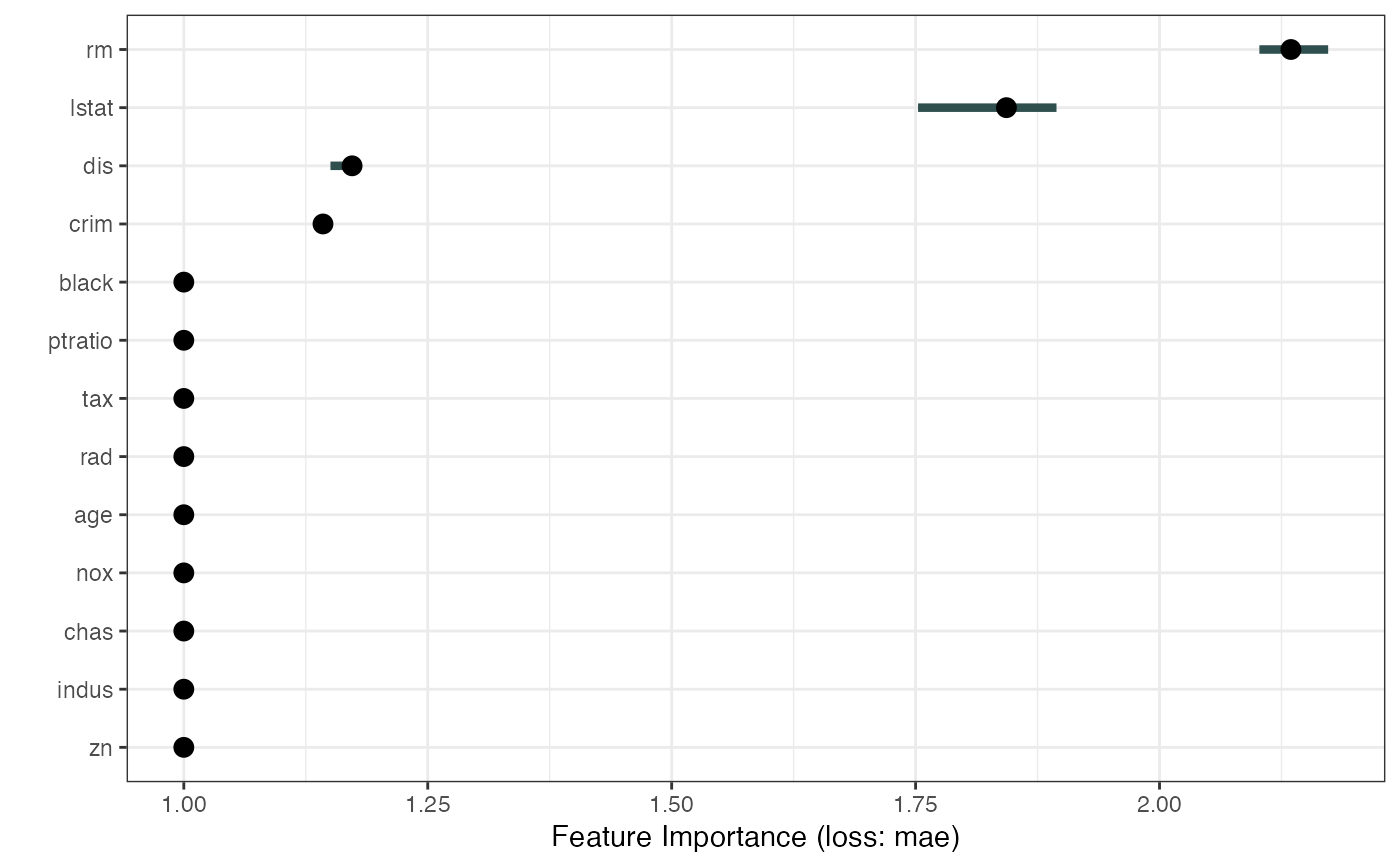 rm
lstat
dis
crim
black
ptratio
tax
rad
age
nox
chas
indus
zn
1.00 1.25 1.50 1.75 2.00
Feature Importance (loss: mae)